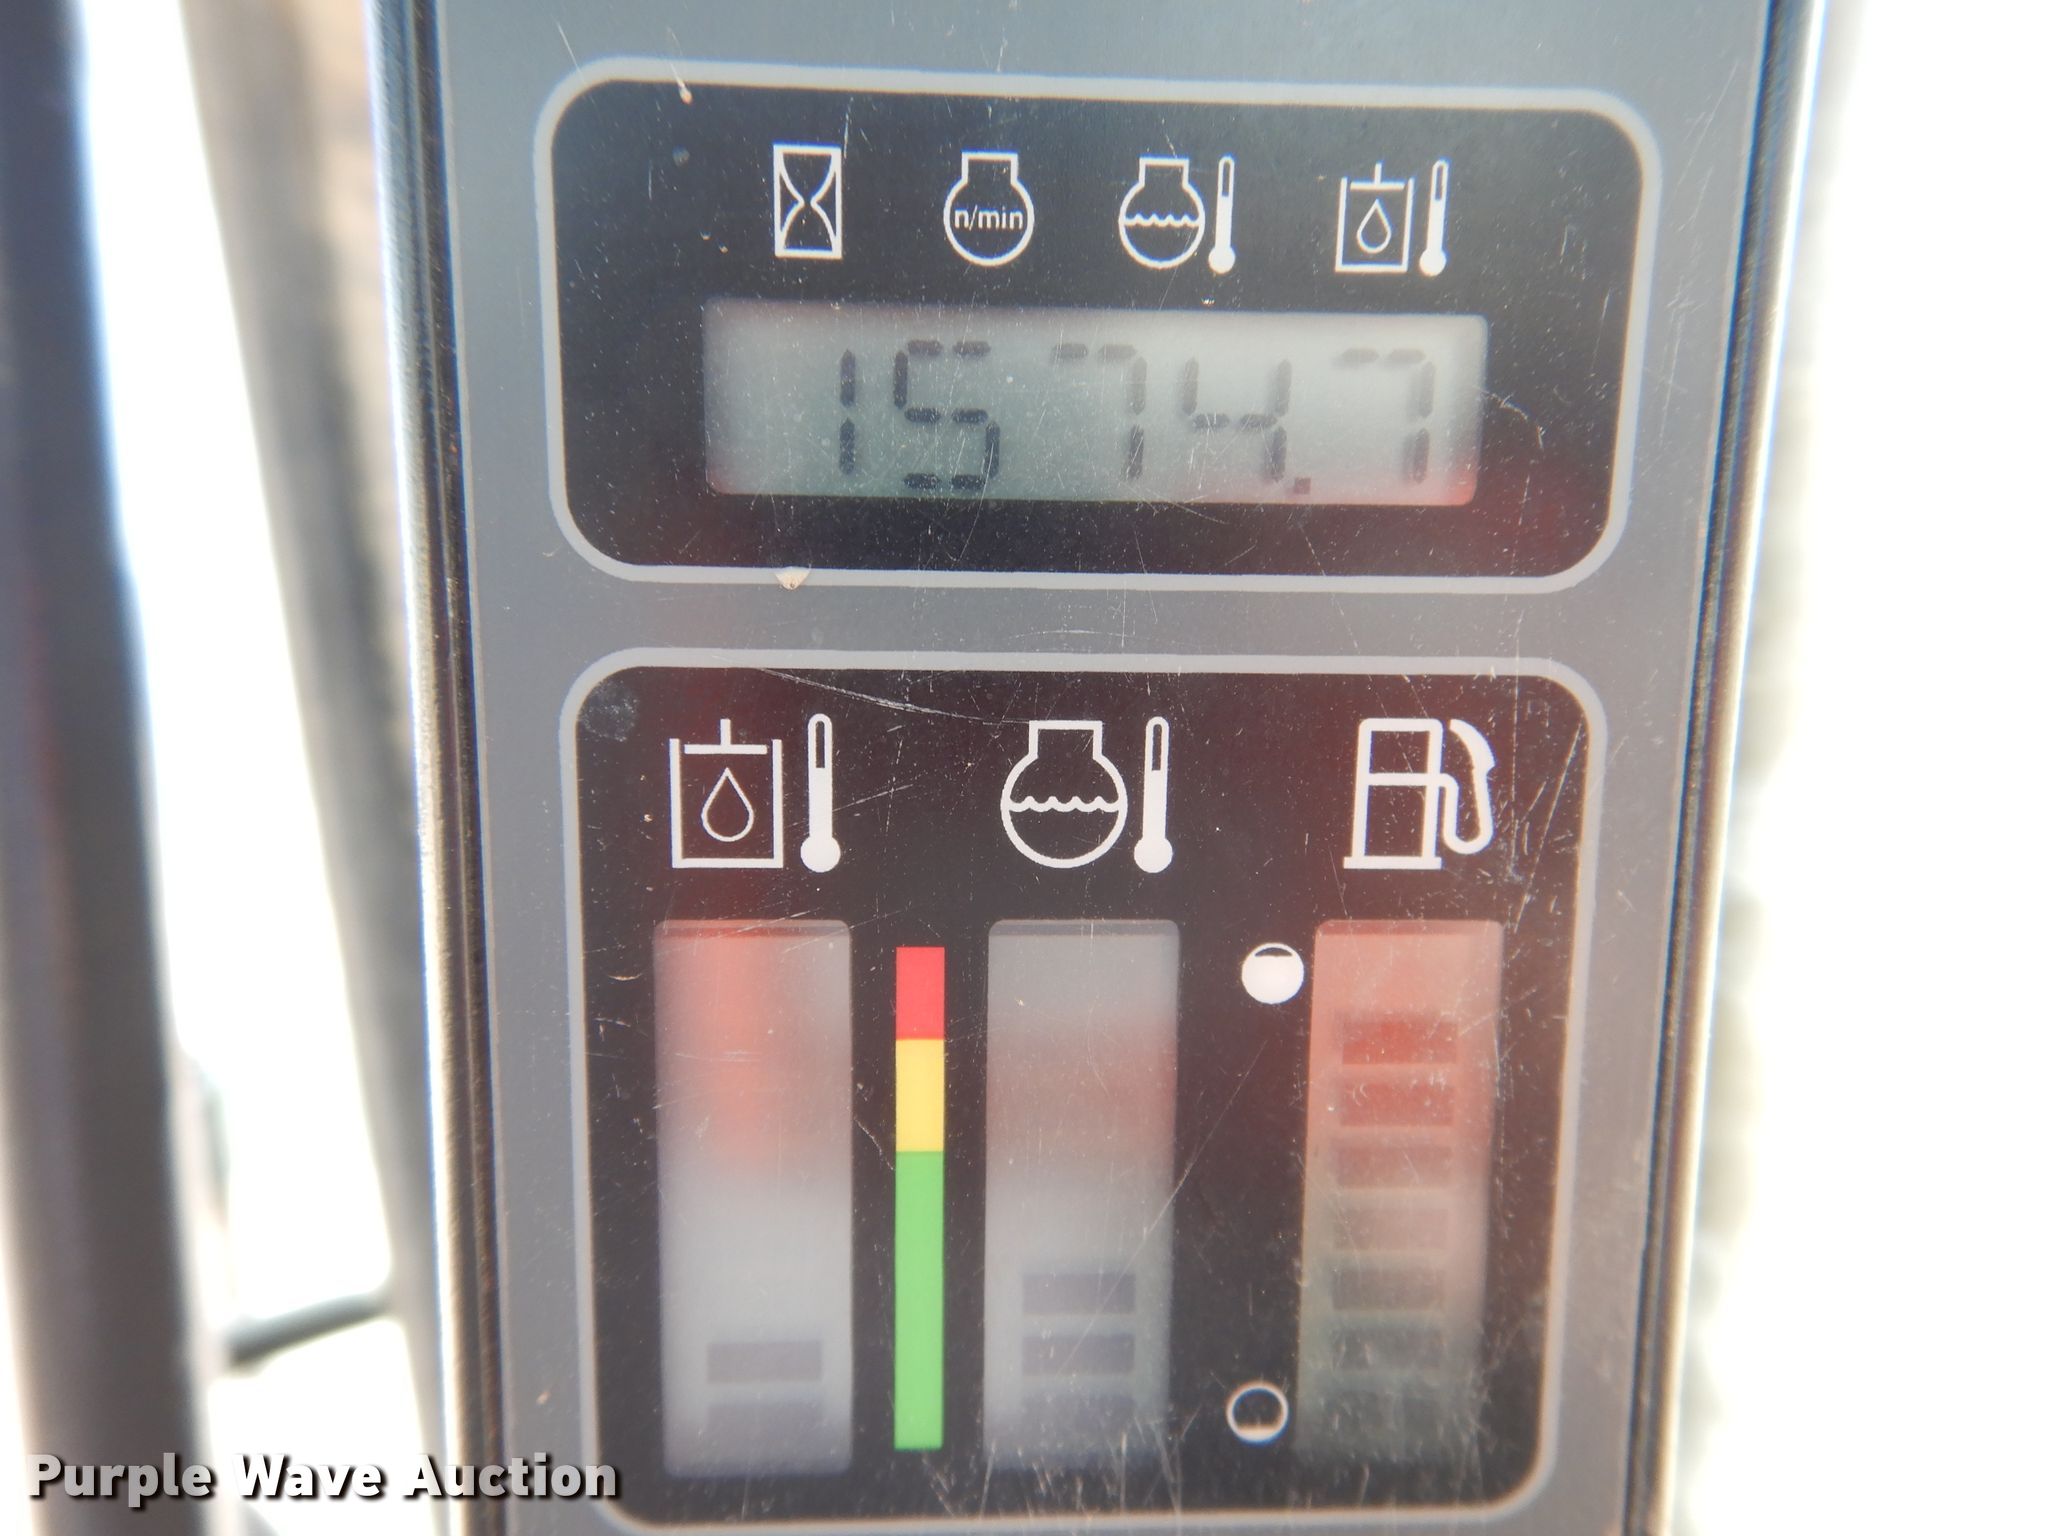 n/min
1574.7
Purple Wave Auction